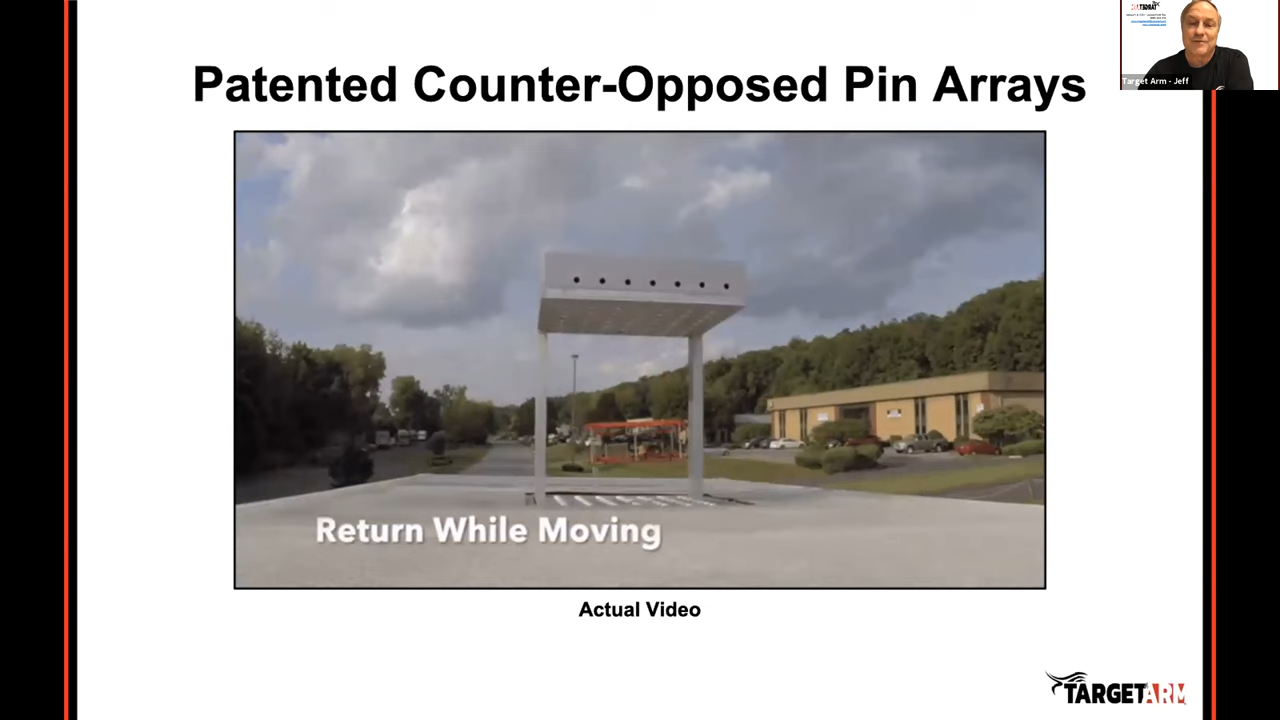 Patented Counter-Opposed Pin Arrays
Target Arm - Jeff
Return While Moving
Actual Video
TARGETARM